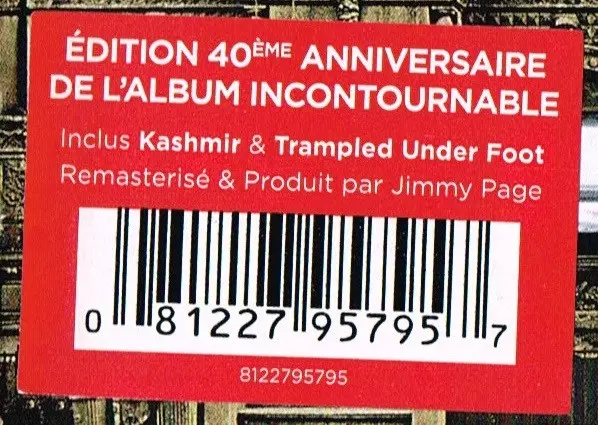 ÉDITION 40ÈME ANNIVERSAIRE
DE L'ALBUM INCONTOURNABLE
Inclus Kashmir & Trampled Under Foot
Remasterisé & Produit par Jimmy Page
0 81227 95795 7
8122795795